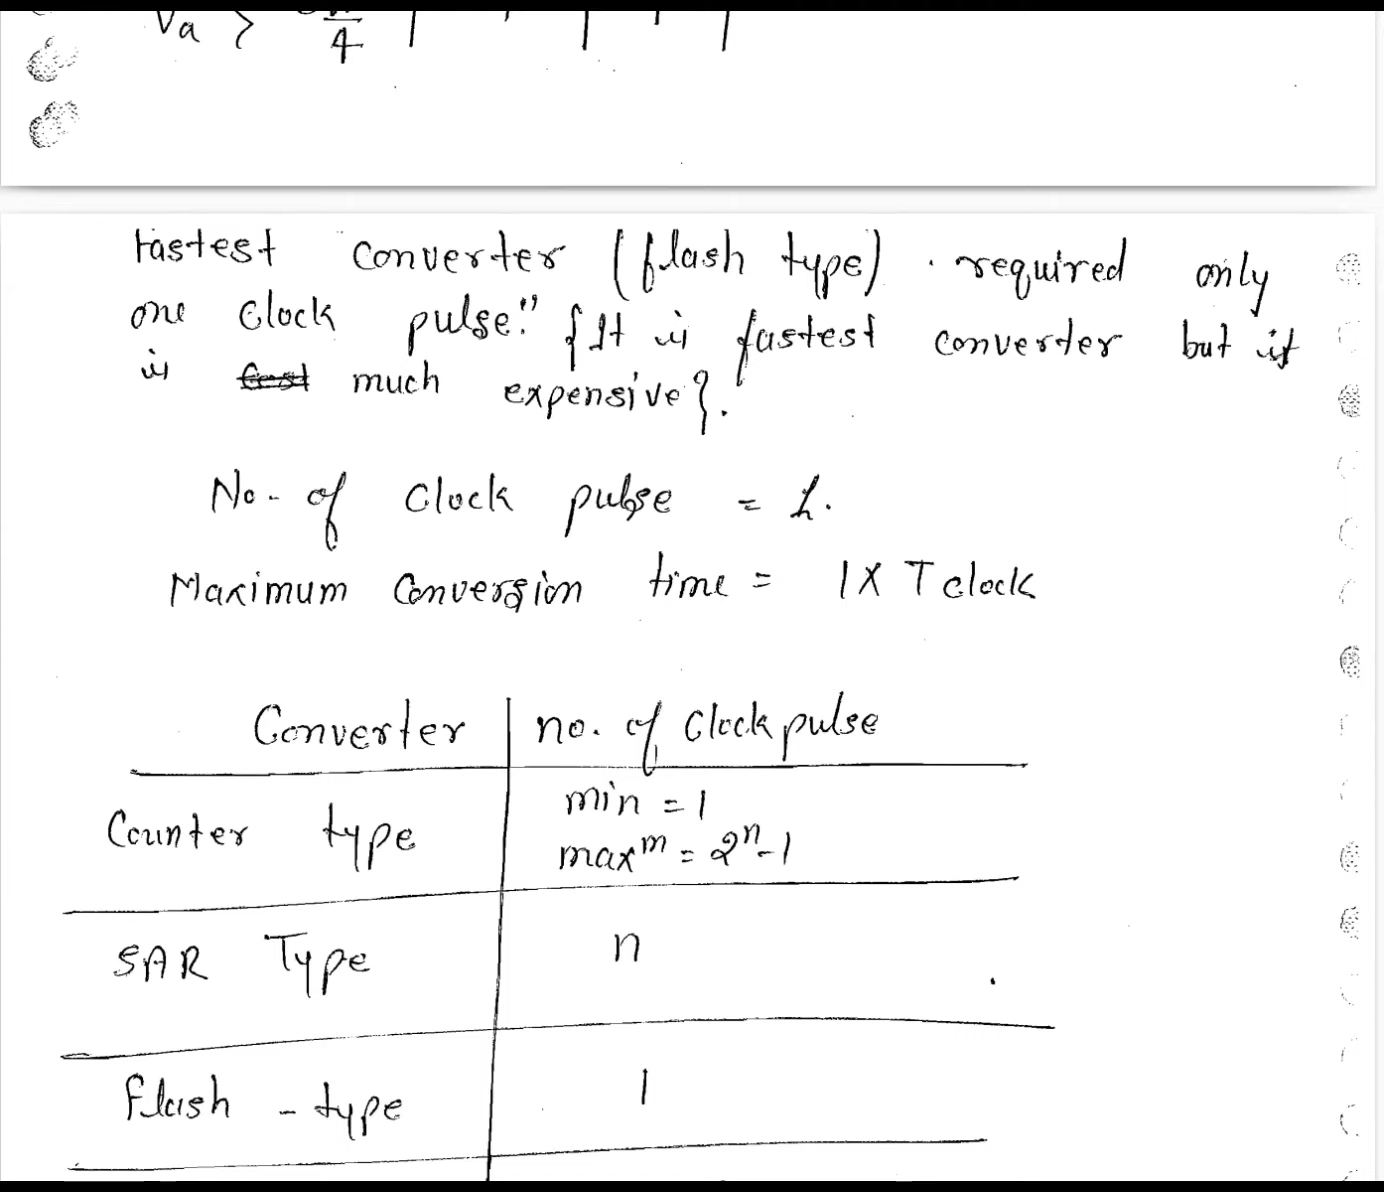 Va >
4
Fastest converter (flash type) required only
one clock pulse." {It is fastest converter but it
is much expensive}.
No. of clock pulse = 1.
Maximum Conversion time = 1 X T clock
Converter no. of Clock pulse
Counter type min = 1
max^m = 2^n - 1
SAR Type n
flash - type 1